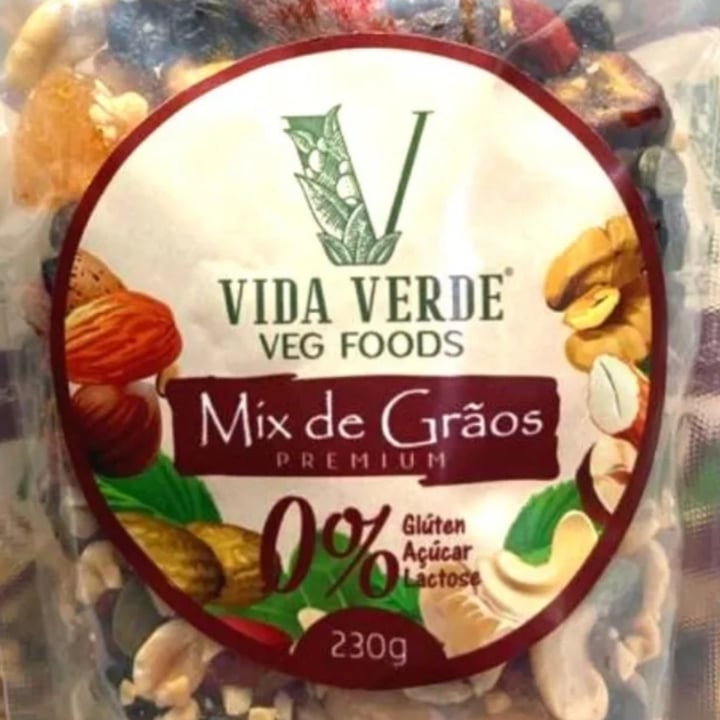 V
VIDA VERDE®
VEG FOODS
Mix de Grãos
PREMIUM
0% Glúten
Açúcar
Lactose
230g